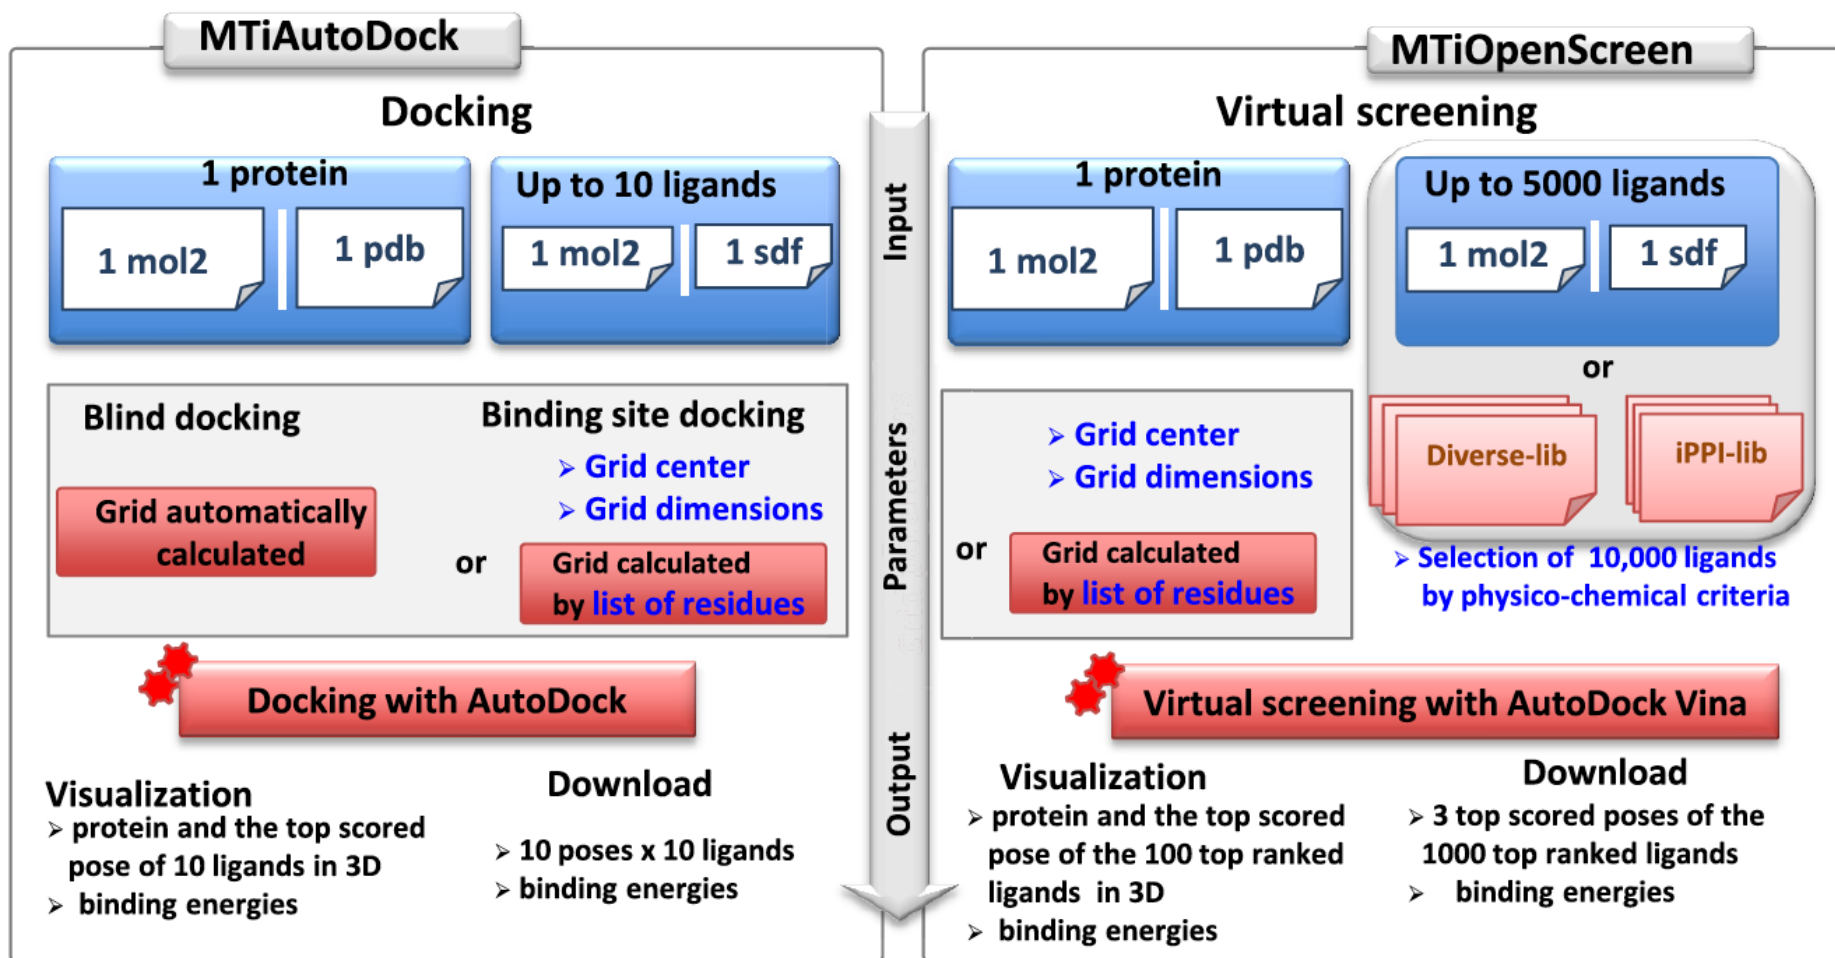 MTiAutoDock
Docking
1 protein
1 mol2
1 pdb
Up to 10 ligands
1 mol2
1 sdf
Blind docking
Grid automatically
calculated
Binding site docking
➢ Grid center
➢ Grid dimensions
or
Grid calculated
by list of residues
Docking with AutoDock
Visualization
➢ protein and the top scored
pose of 10 ligands in 3D
➢ binding energies
Download
➢ 10 poses x 10 ligands
➢ binding energies
Input
Parameters
Output
MTiOpenScreen
Virtual screening
1 protein
1 mol2
1 pdb
Up to 5000 ligands
1 mol2
1 sdf
or
Diverse-lib
iPPI-lib
➢ Selection of 10,000 ligands
by physico-chemical criteria
➢ Grid center
➢ Grid dimensions
or
Grid calculated
by list of residues
Virtual screening with AutoDock Vina
Visualization
➢ protein and the top scored
pose of the 100 top ranked
ligands in 3D
➢ binding energies
Download
➢ 3 top scored poses of the
1000 top ranked ligands
➢ binding energies